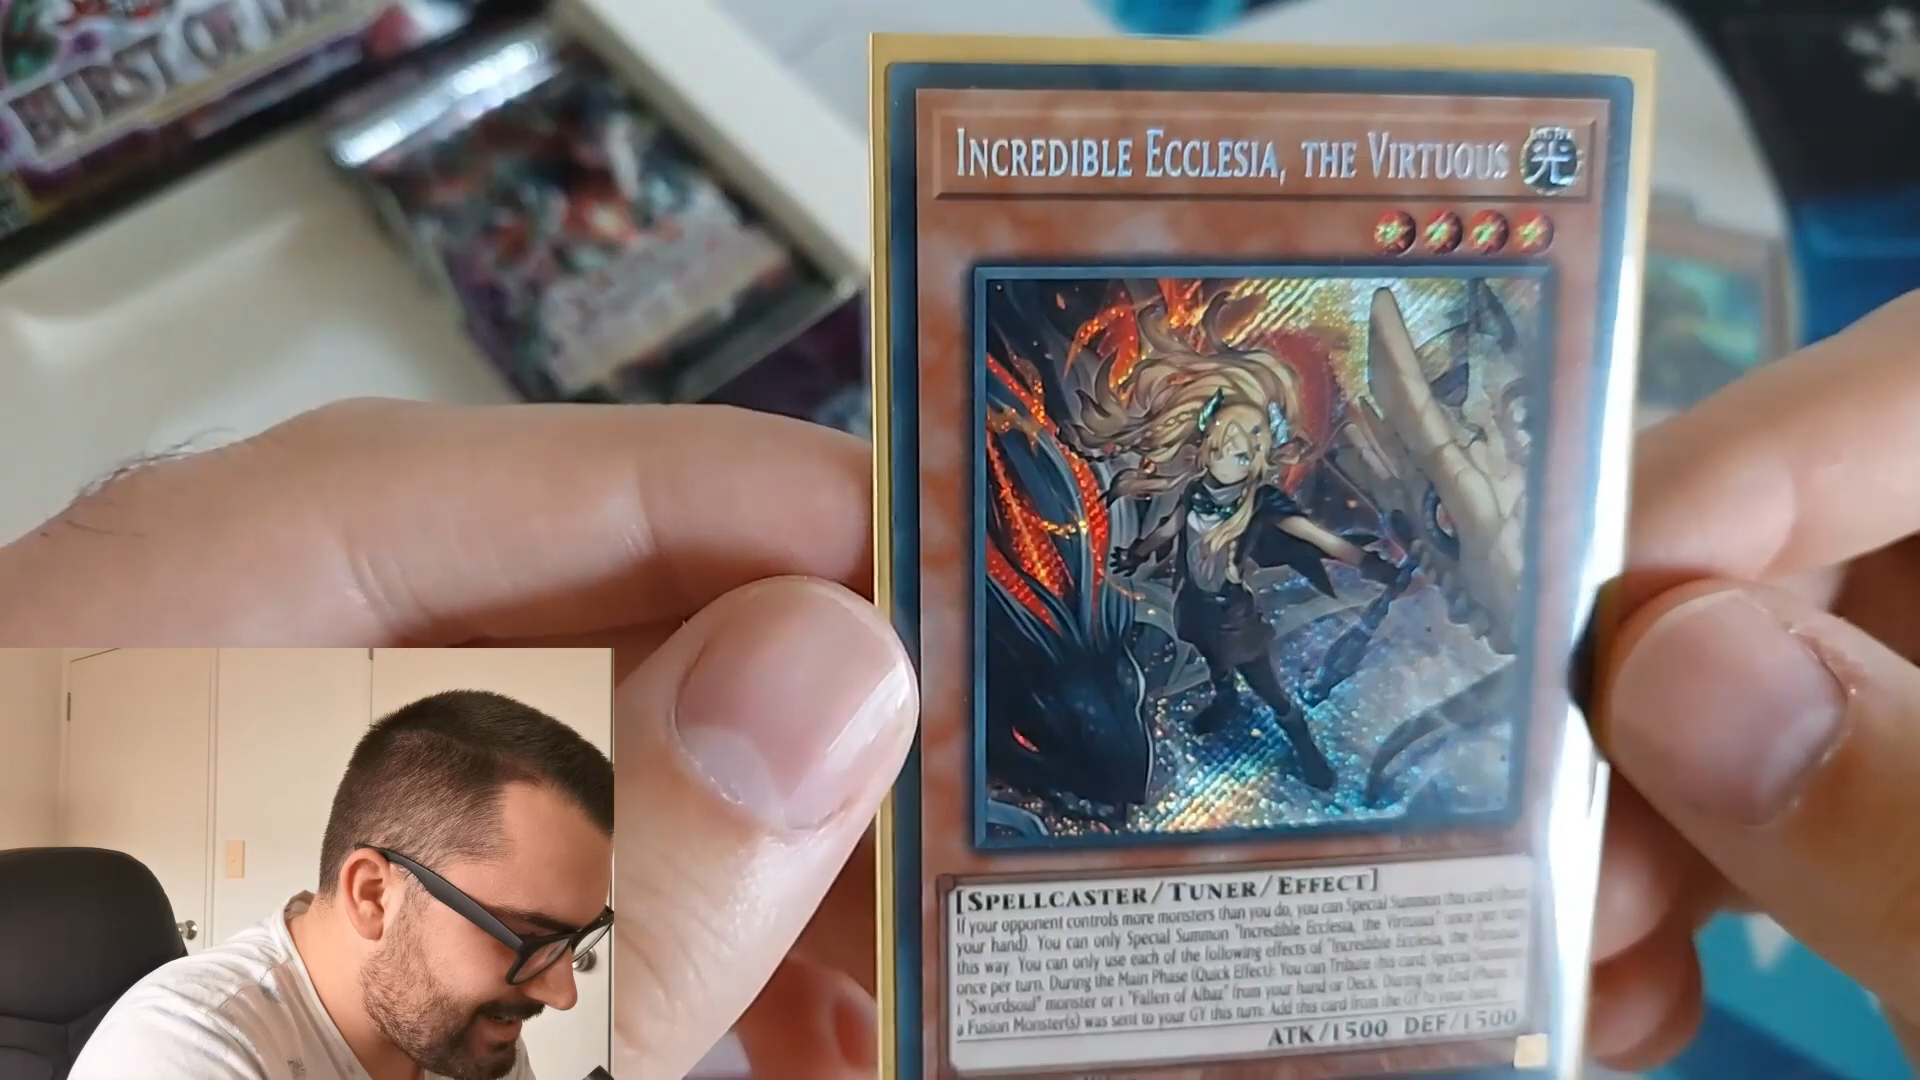 BURST OF
INCREDIBLE ECCLESIA, THE VIRTUOUS
光
[SPELLCASTER/TUNER/EFFECT]
If your opponent controls more monsters than you do, you can Special Summon this card (from
your hand). You can only Special Summon "Incredible Ecclesia, the Virtuous" once per turn
this way. You can only use each of the following effects of "Incredible Ecclesia, the Virtuous"
once per turn. During the Main Phase (Quick Effect): You can Tribute this card; Special Summon
1 "Swordsoul" monster or 1 "Fallen of Albaz" from your hand or Deck. During the End Phase, if
a Fusion Monster(s) was sent to your GY this turn: Add this card from the GY to your hand.
ATK/1500 DEF/1500